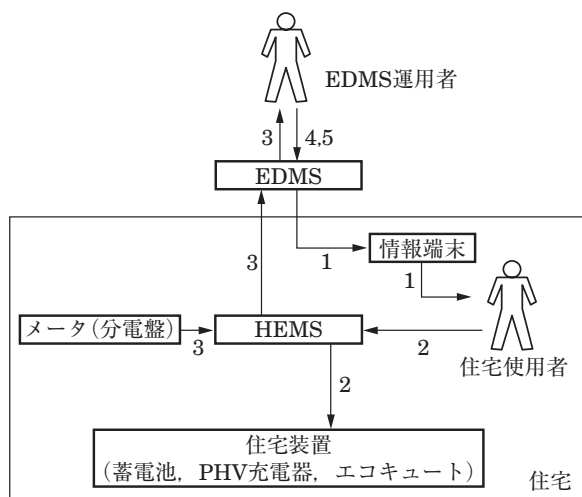 EDMS運用者
3
4,5
EDMS
3
1
情報端末
1
メータ(分電盤)
3
HEMS
2
住宅使用者
2
住宅装置
(蓄電池，PHV充電器，エコキュート)
住宅